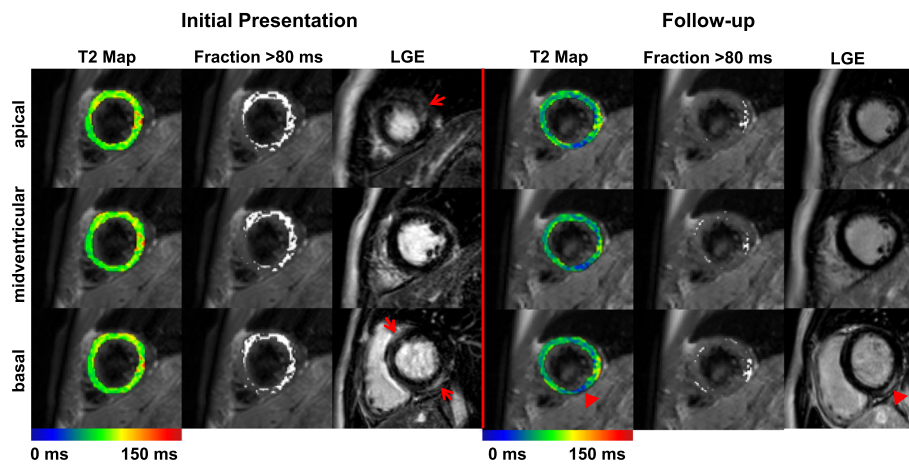 Initial Presentation Follow-up
T2 Map Fraction >80 ms LGE T2 Map Fraction >80 ms LGE
apical
midventricular
basal
0 ms 150 ms 0 ms 150 ms